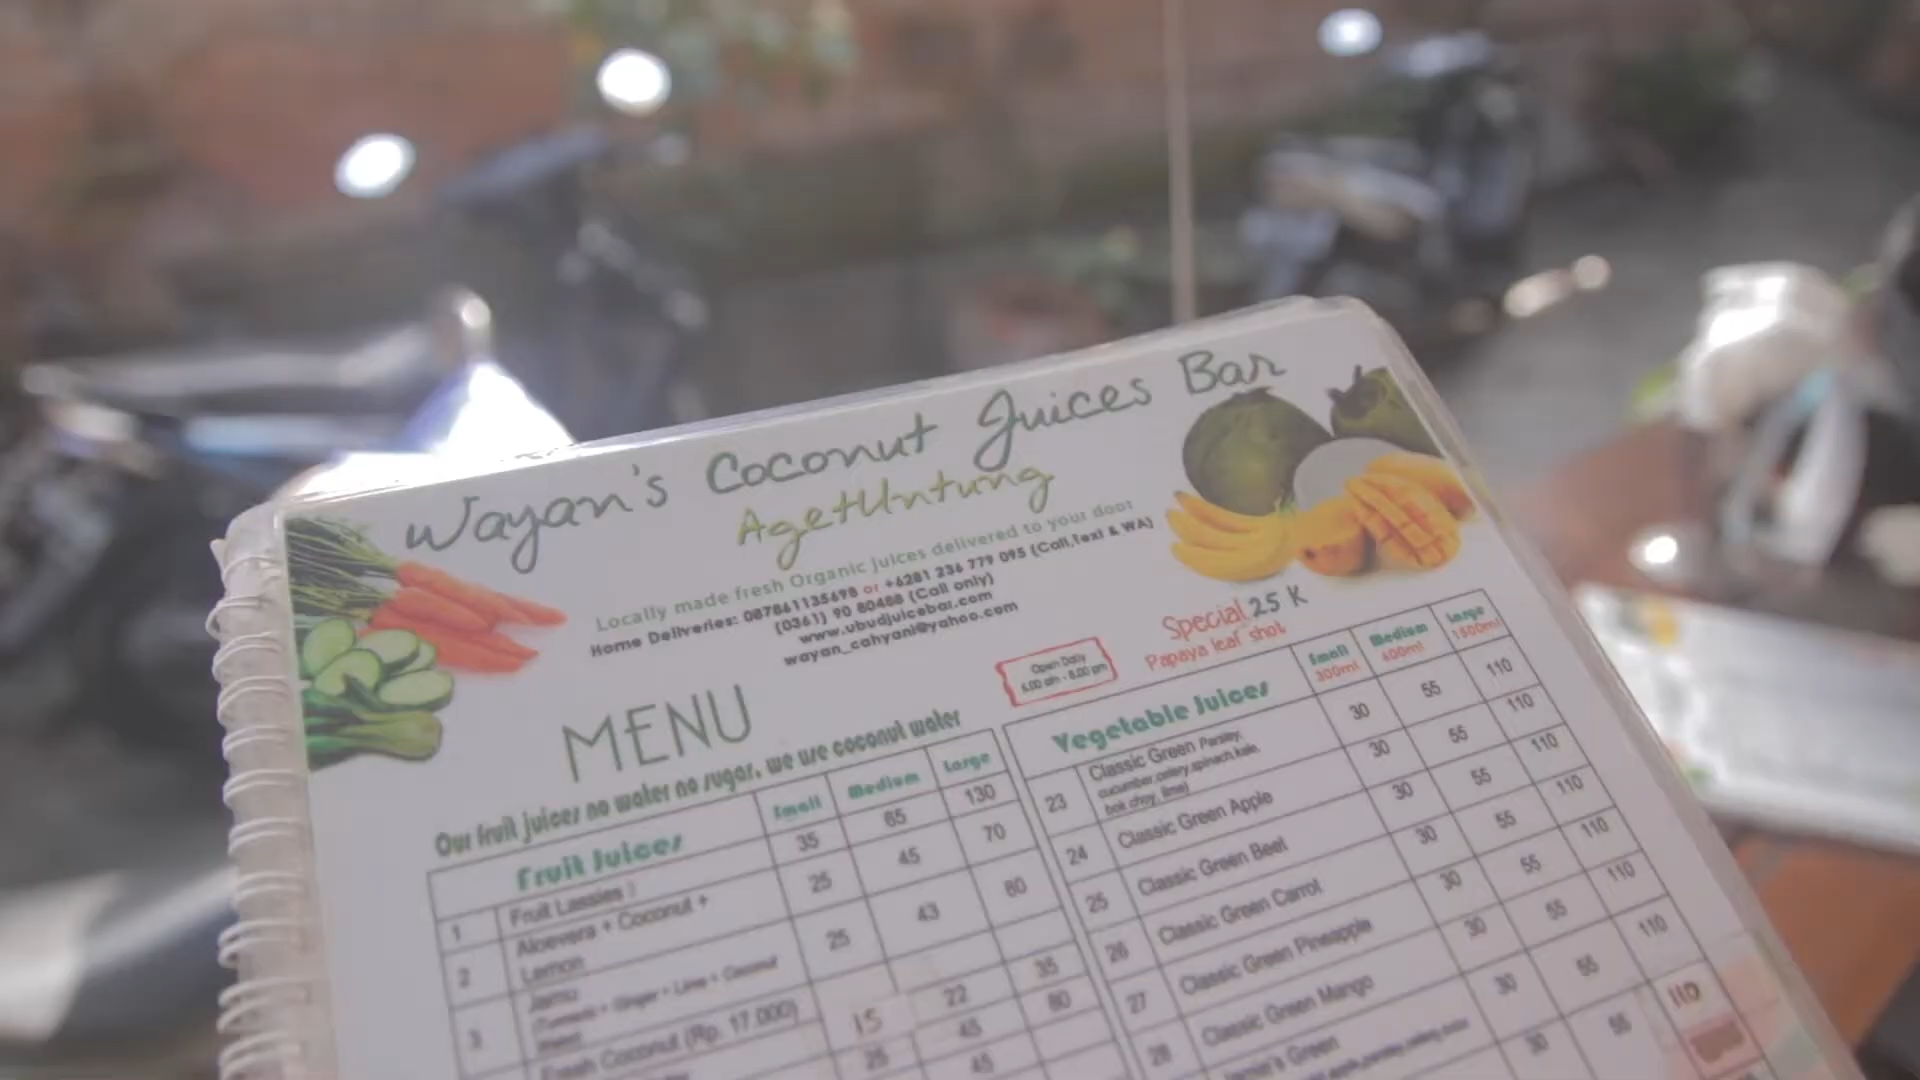 Wayan's Coconut Juices Bar
AgetUntung
Locally made fresh Organic Juices delivered to your door
Home Deliveries: 087861135698 or +6281 236 779 095 (Call,Text & WA)
(0361) 90 80488 (Call only)
www.ubudjuicebar.com
wayan_cahyani@yahoo.com
Special 25 K
Papaya leaf shot
Open Daily
MENU
Our fruit juices no water no sugar, we use coconut water
Fruit Juices Small Medium Large
1 Fruit Lassies 35 65 130
2 Aloevera + Coconut + Lemon 25 45 70
3 Jamu 25 43 80
Fresh Coconut (Rp. 17.000) 15 22 35
25 45 80
45
Vegetable Juices Small 300ml Medium 600ml Large
23 Classic Green Parsley, cucumber, celery, spinach, kale, bok choy, lime) 30 55 110
24 Classic Green Apple 30 55 110
25 Classic Green Beet 30 55 110
26 Classic Green Carrot 30 55 110
27 Classic Green Pineapple 30 55 110
28 Classic Green Mango 30 55 110
Green 30 55 110
30 55 110